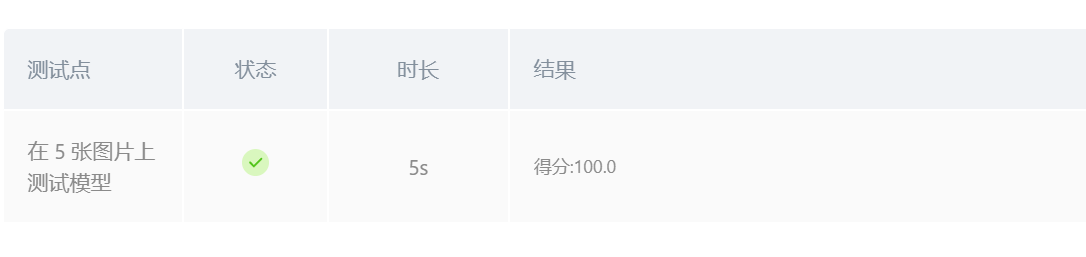 测试点 状态 时长 结果
在 5 张图片上
测试模型
5s
得分:100.0